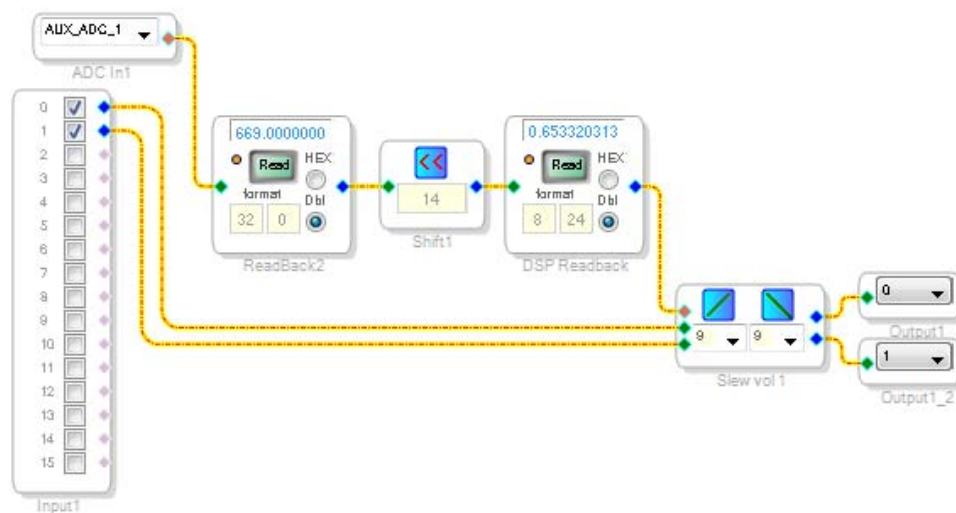 AUX_ADC_1
ADC In1
0
1
2
3
4
5
6
7
8
9
10
11
12
13
14
15
Input1
669.0000000
Read
HEX
format
Dbl
32 0
ReadBack2
<<
14
Shift1
0.653320313
Read
HEX
format
Dbl
8 24
DSP Readback
9 9
Slew vol 1
0
Output1
1
Output1_2